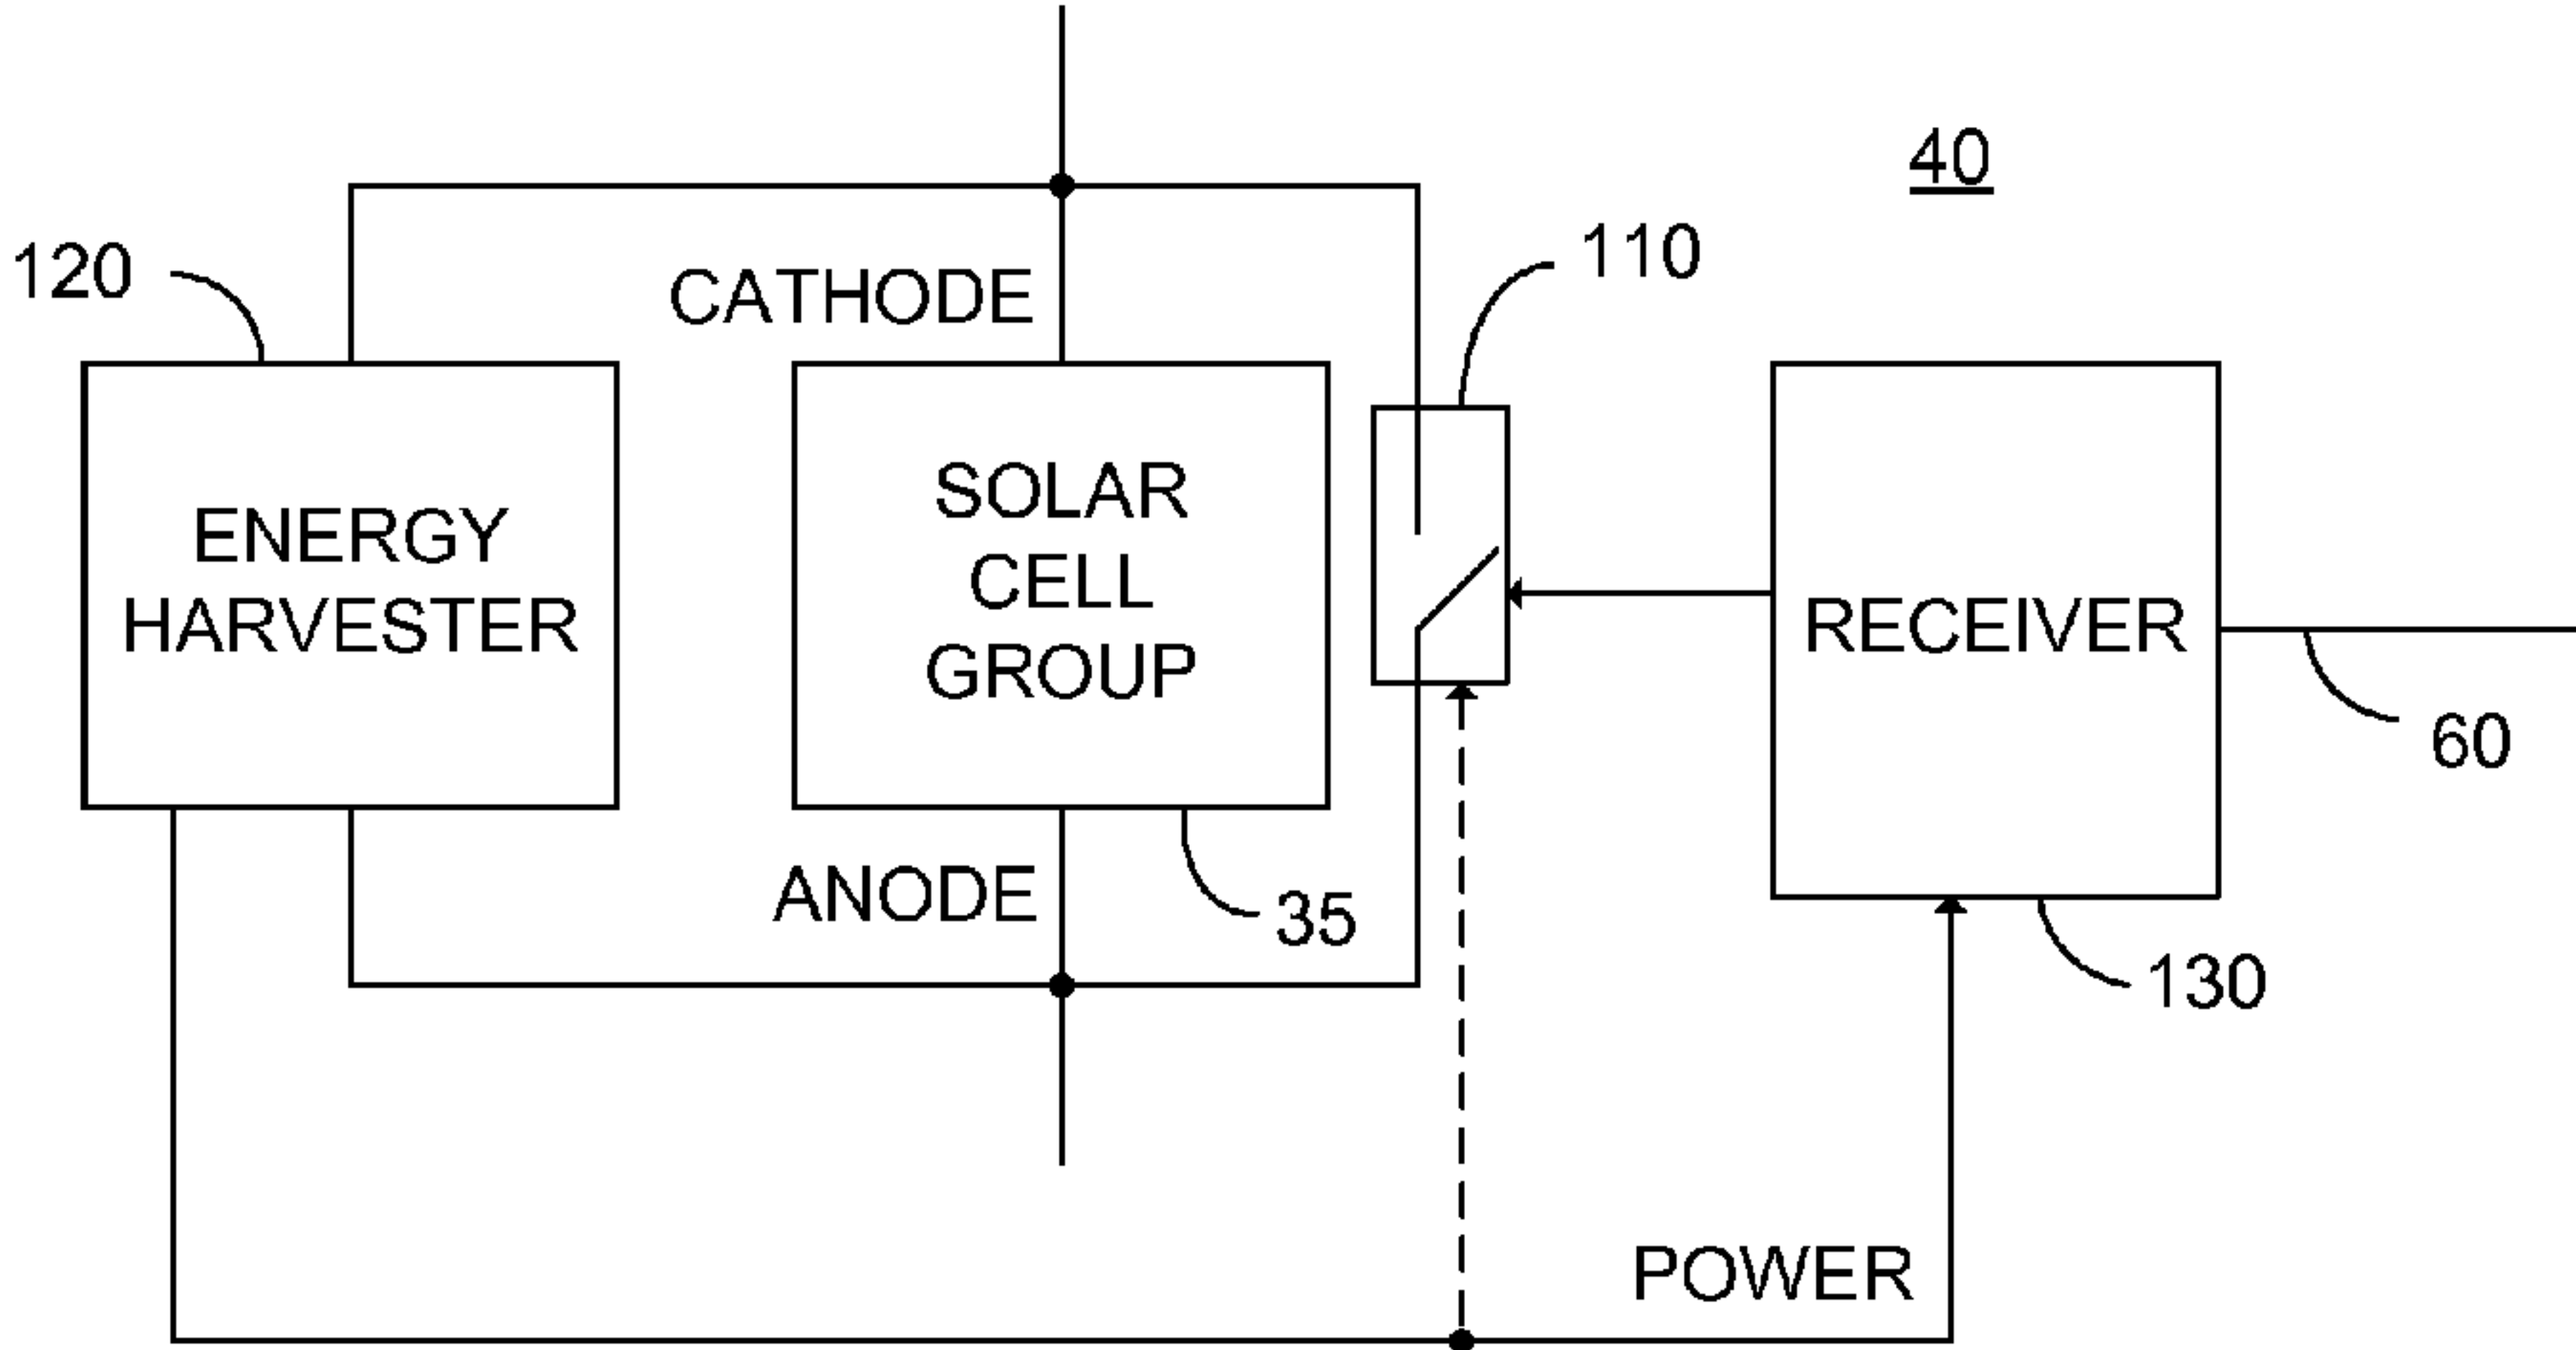 40
110
120
CATHODE
SOLAR
CELL
GROUP
ENERGY
HARVESTER
RECEIVER
60
ANODE
35
130
POWER